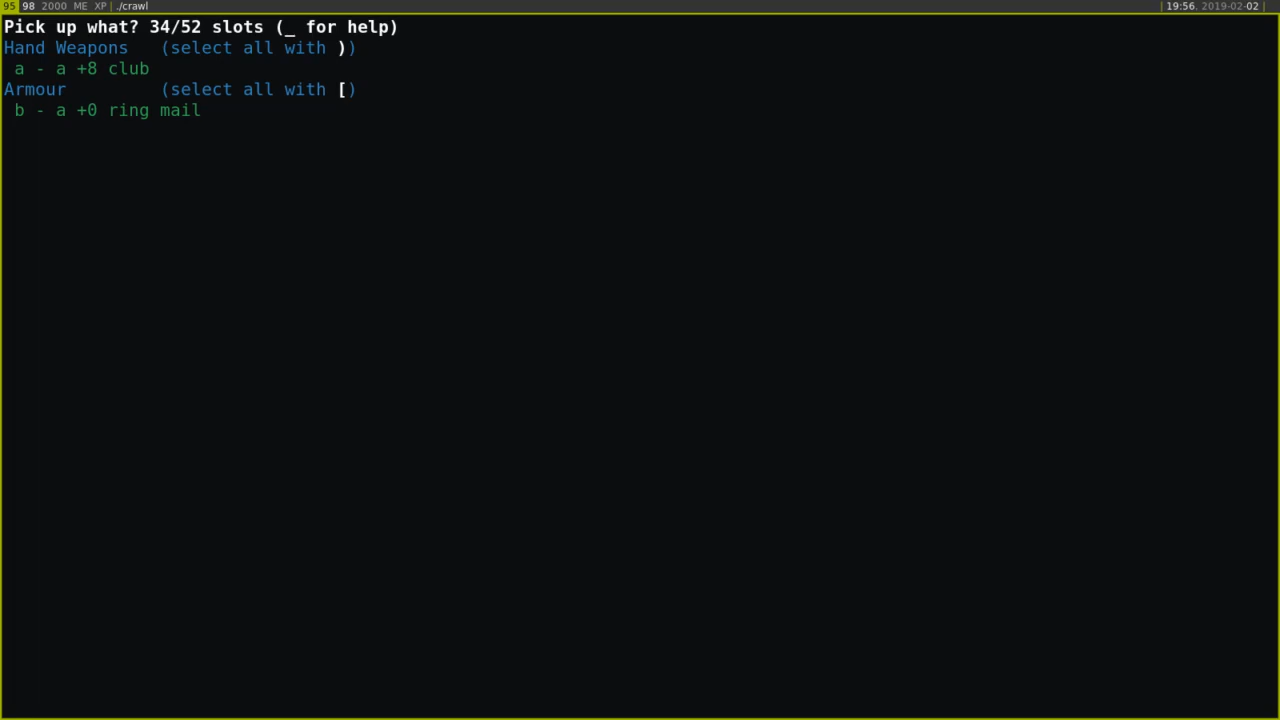 95 98 2000 ME XP | ./crawl | 19:56. 2019-02-02 |
Pick up what? 34/52 slots (_ for help)
Hand Weapons (select all with ))
a - a +8 club
Armour (select all with [)
b - a +0 ring mail